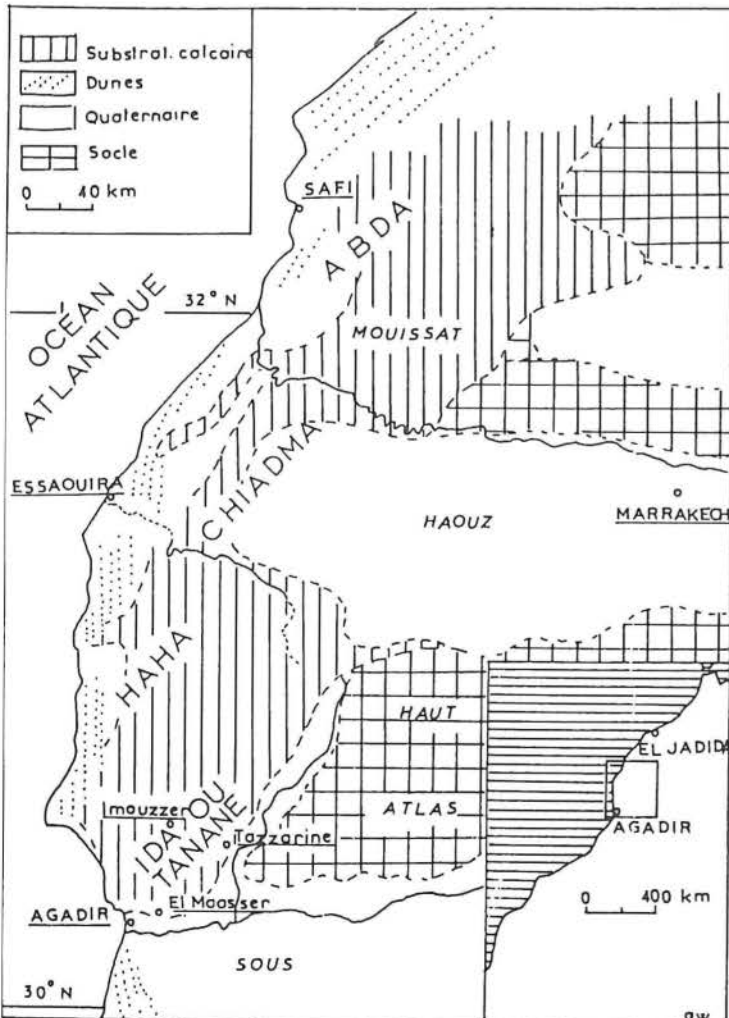 Substrat. calcaire
Dunes
Quaternaire
Socle
0 40 km
SAFI
ABDA
32° N
OCÉAN
ATLANTIQUE
MOUISSAT
ESSAOUIRA
CHIADMA
HAOUZ
MARRAKECH
HAHA
HAUT
ATLAS
EL JADIDA
AGADIR
Imouzzer
IDA OU
TANANE
Tazzarine
0 400 km
El Maasser
AGADIR
SOUS
30° N
gw